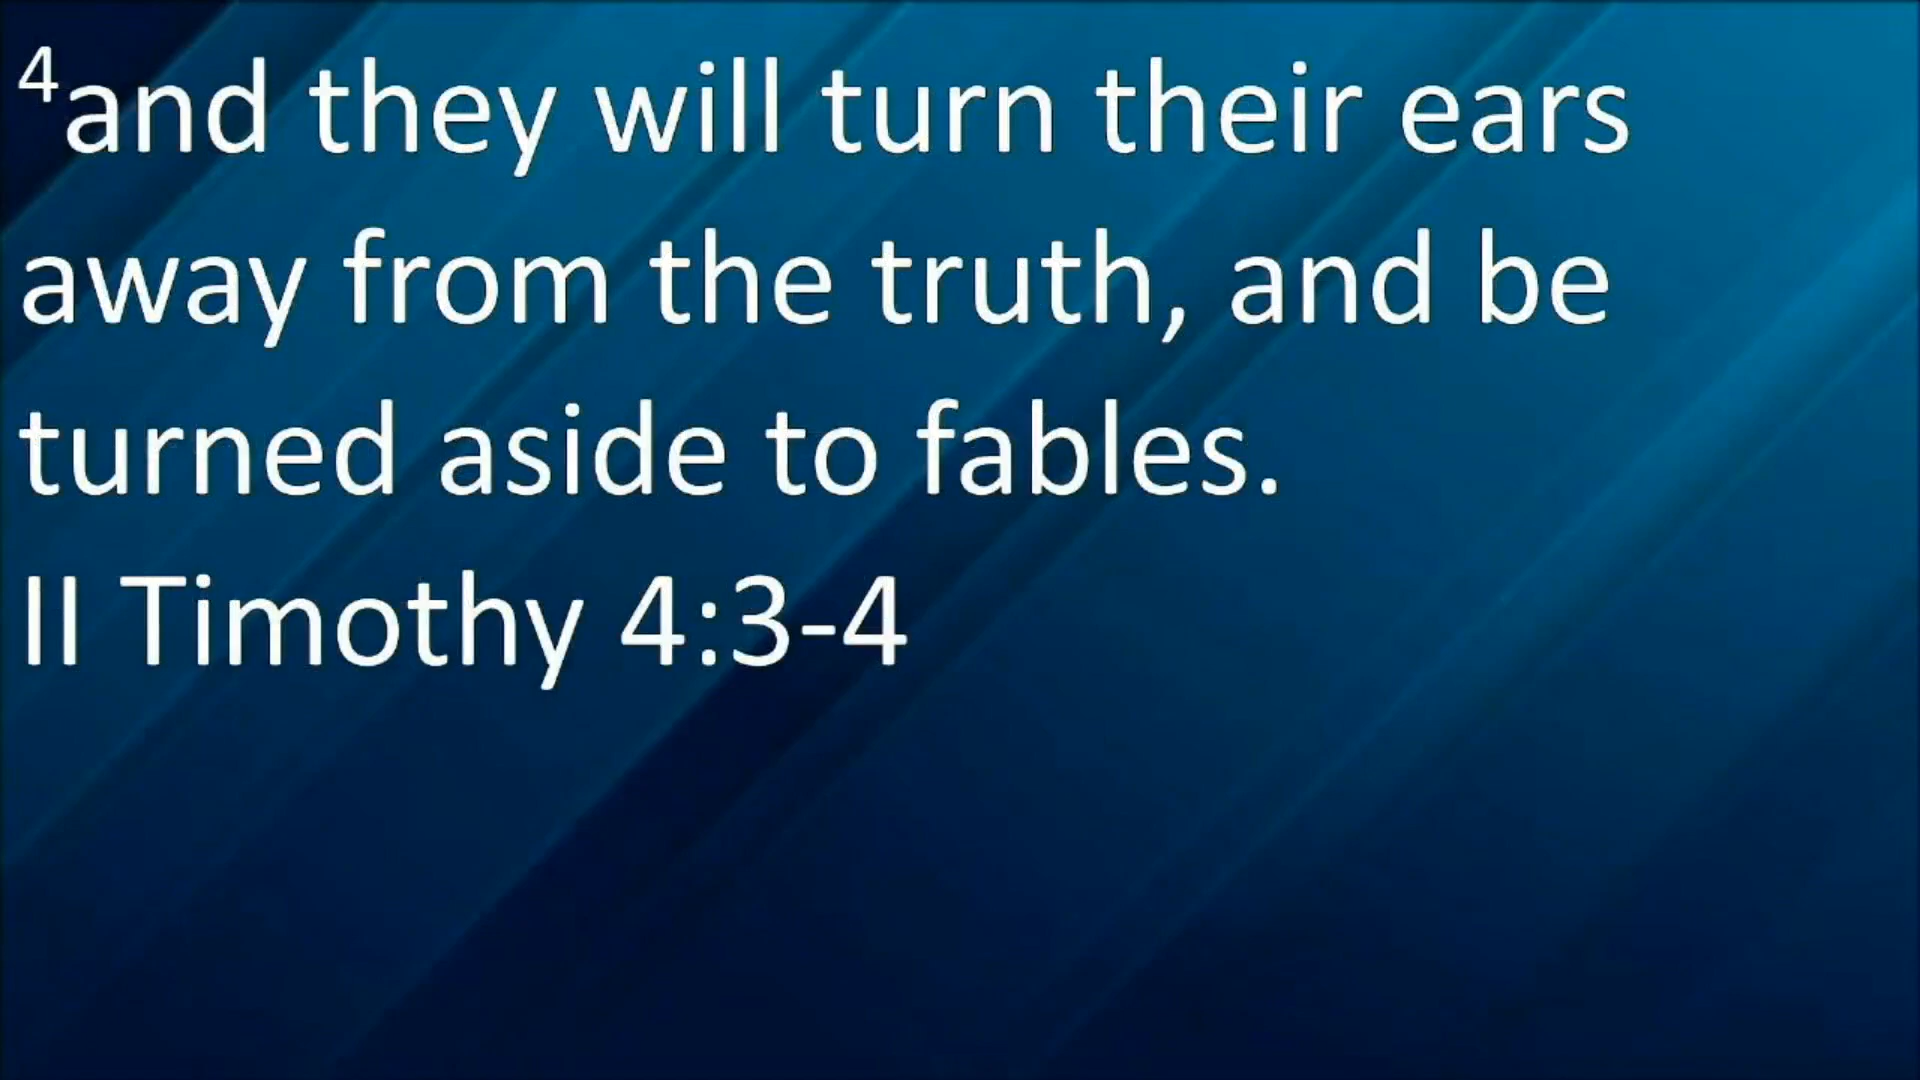 ⁴and they will turn their ears
away from the truth, and be
turned aside to fables.
II Timothy 4:3-4